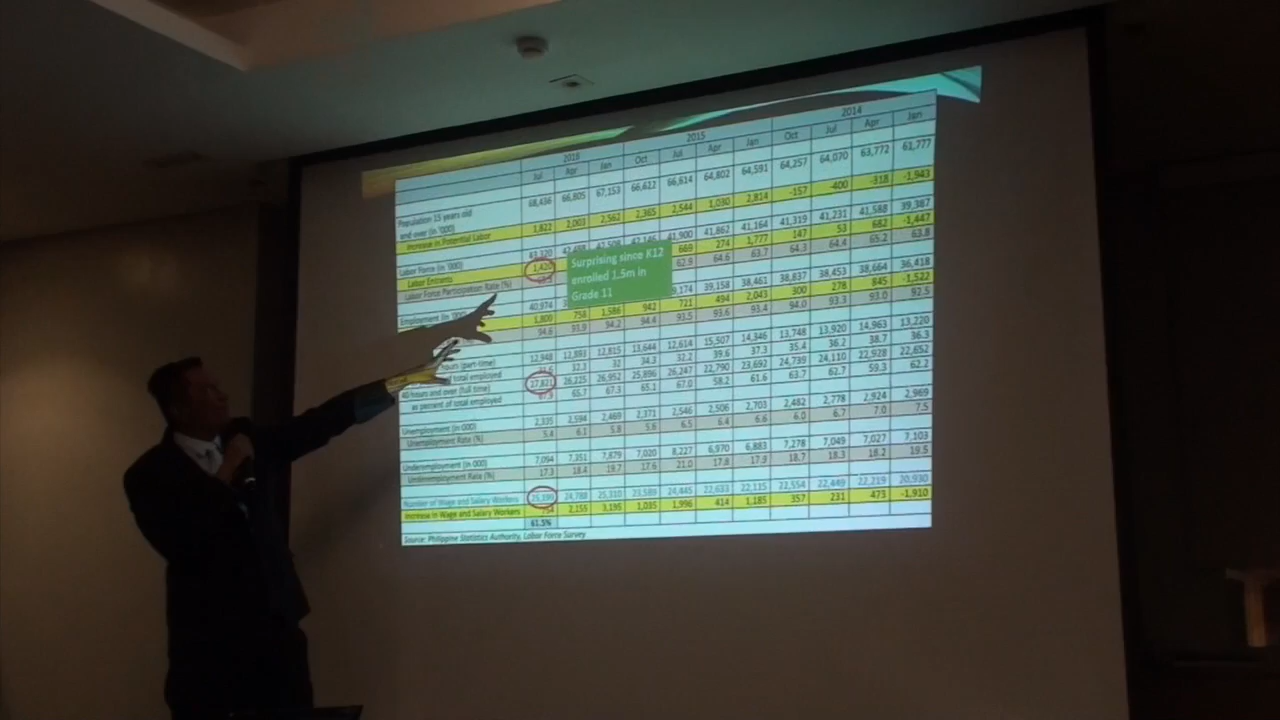 2016 2015 2014
Jul Apr Jan Oct Jul Apr Jan Oct Jul Apr Jan
Population 15 years old
and over (in '000) 68,436 66,805 67,153 66,622 66,614 64,802 64,591 64,257 64,070 63,772 61,777
Increase in Potential Labor 1,822 2,003 2,562 2,365 2,544 1,030 2,814 -157 -400 -318 -1,943
Labor Force (in '000) 41,900 41,862 41,164 41,319 41,231 41,588 39,387
Labor Entrants 669 274 1,777 147 53 682 -1,447
Labor Force Participation Rate (%) 62.9 64.6 63.7 64.3 64.4 65.2 63.8
Surprising since K12
enrolled 1.5m in
Grade 11
Employment (in '000) 40,974 39,158 38,461 38,837 38,453 38,664 36,418
1,800 758 1,586 942 721 494 2,043 300 278 845 -1,522
94.6 93.9 94.2 94.4 93.5 93.6 93.4 94.0 93.3 93.0 92.5
12,948 12,883 12,815 13,644 12,614 15,507 14,346 13,748 13,920 14,963 13,220
total employed 32.3 32 34.3 32.2 39.6 37.3 35.4 36.2 38.7 36.3
40 hours and over (full time) 27,821 26,225 26,952 25,896 26,247 22,790 23,692 24,739 24,110 22,928 22,652
as percent of total employed 65.7 67.3 65.1 67.0 58.2 61.6 63.7 62.7 59.3 62.2
Unemployment (in 000) 2,335 2,594 2,469 2,371 2,546 2,506 2,703 2,482 2,778 2,924 2,969
Unemployment Rate (%) 5.4 6.1 5.8 5.6 6.5 6.4 6.6 6.0 6.7 7.0 7.5
Underemployment (in 000) 7,094 7,351 7,879 7,020 8,227 6,970 6,883 7,278 7,049 7,027 7,103
Underemployment Rate (%) 17.3 18.4 19.7 17.6 21.0 17.8 17.9 18.7 18.3 18.2 19.5
Number of Wage and Salary Workers 24,788 25,310 23,589 24,445 22,633 22,115 22,554 22,449 22,219 20,930
Increase in Wage and Salary Workers 754 2,155 3,195 1,035 1,996 414 1,185 357 231 473 -1,910
61.5%
Source: Philippine Statistics Authority, Labor Force Survey